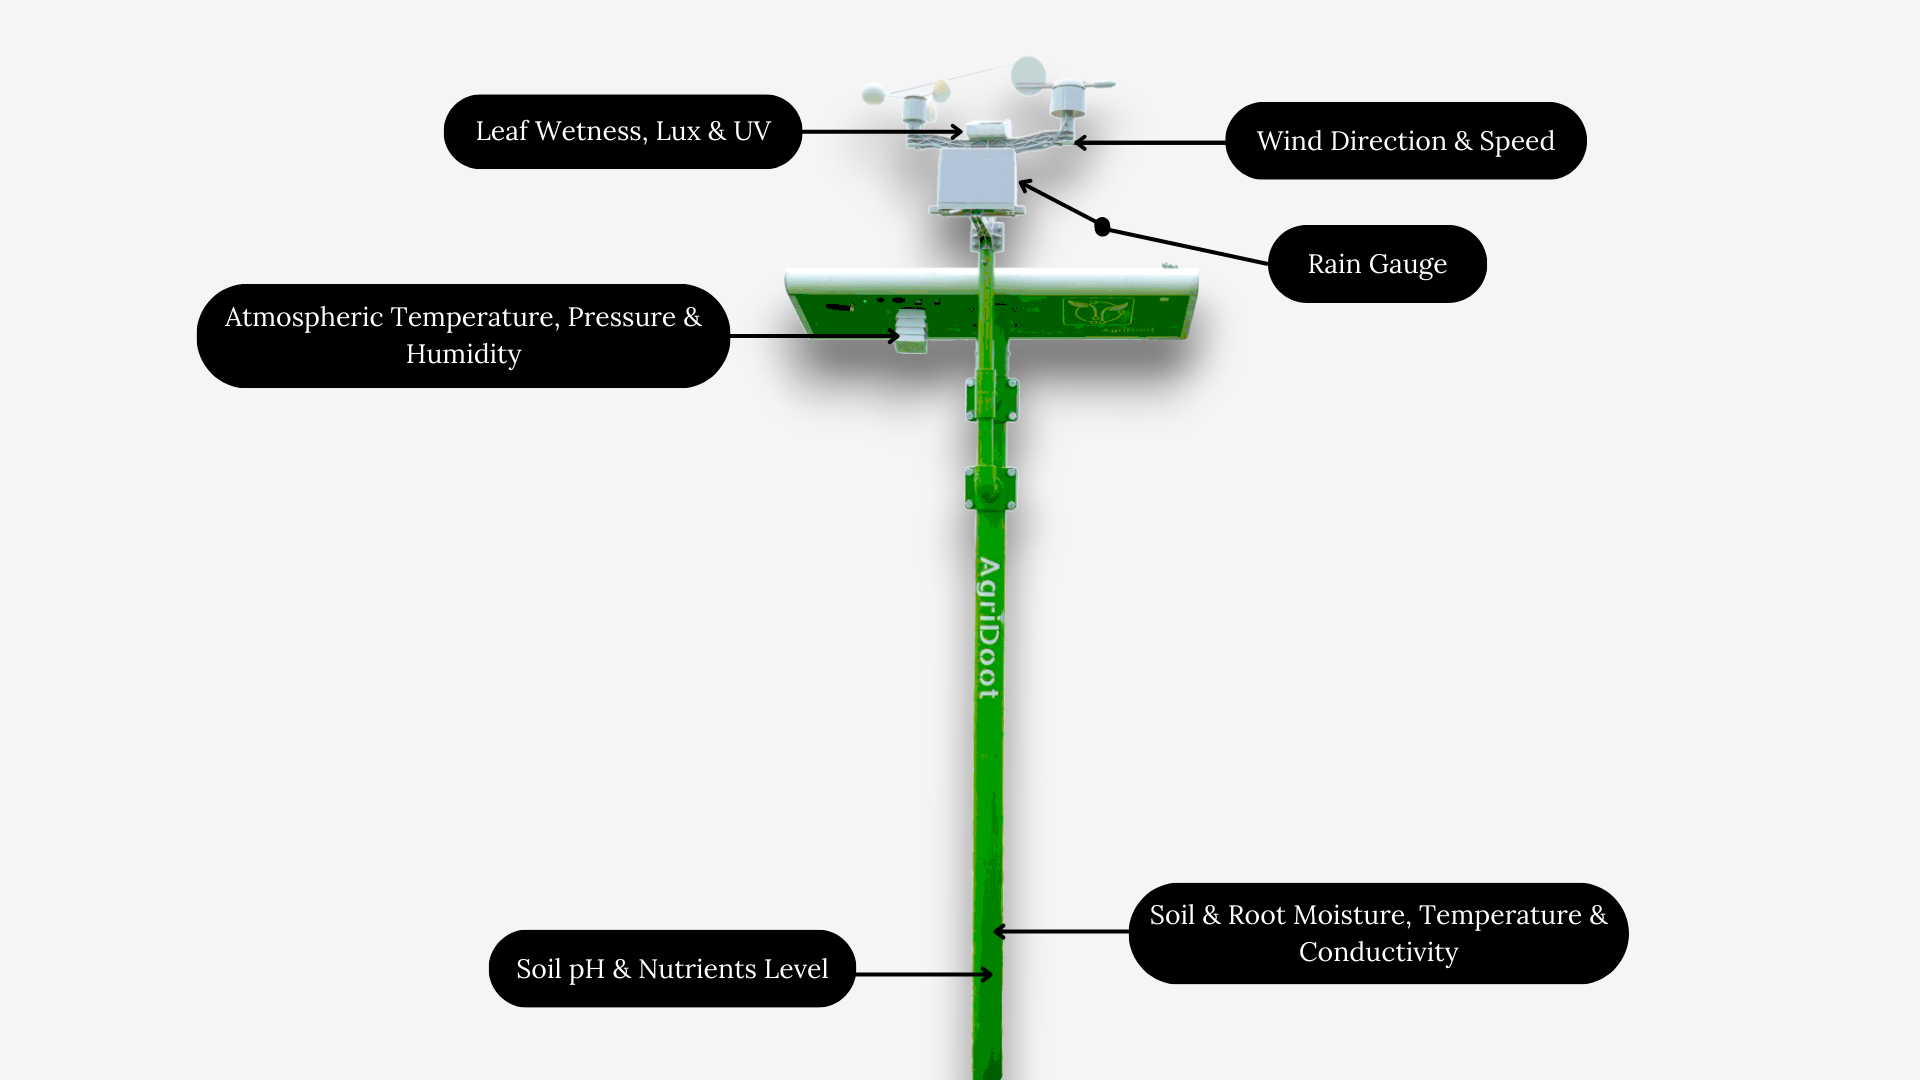 Leaf Wetness, Lux & UV
Wind Direction & Speed
Rain Gauge
Atmospheric Temperature, Pressure &
Humidity
AgriDoot
AgriDoot
Soil & Root Moisture, Temperature &
Conductivity
Soil pH & Nutrients Level